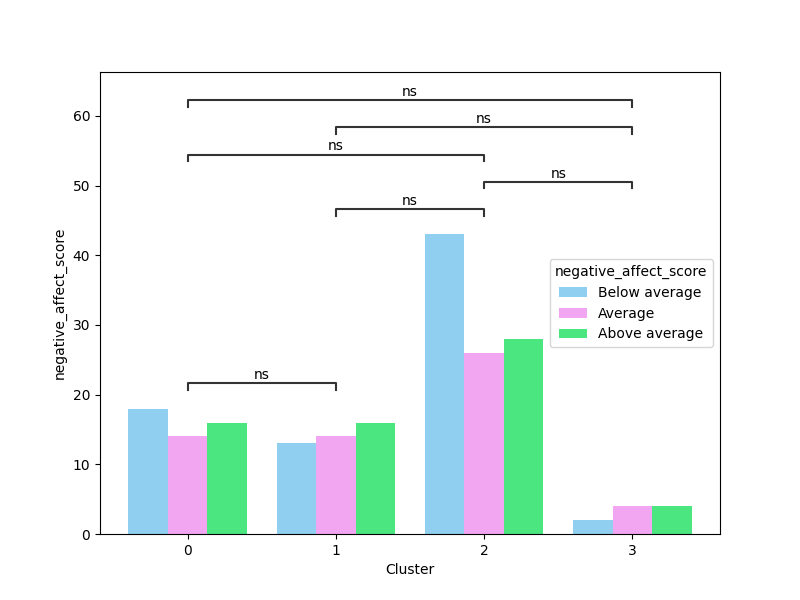 ns
ns
ns
ns
ns
ns
60
50
40
30
20
10
0
negative_affect_score
negative_affect_score
Below average
Average
Above average
0 1 2 3
Cluster